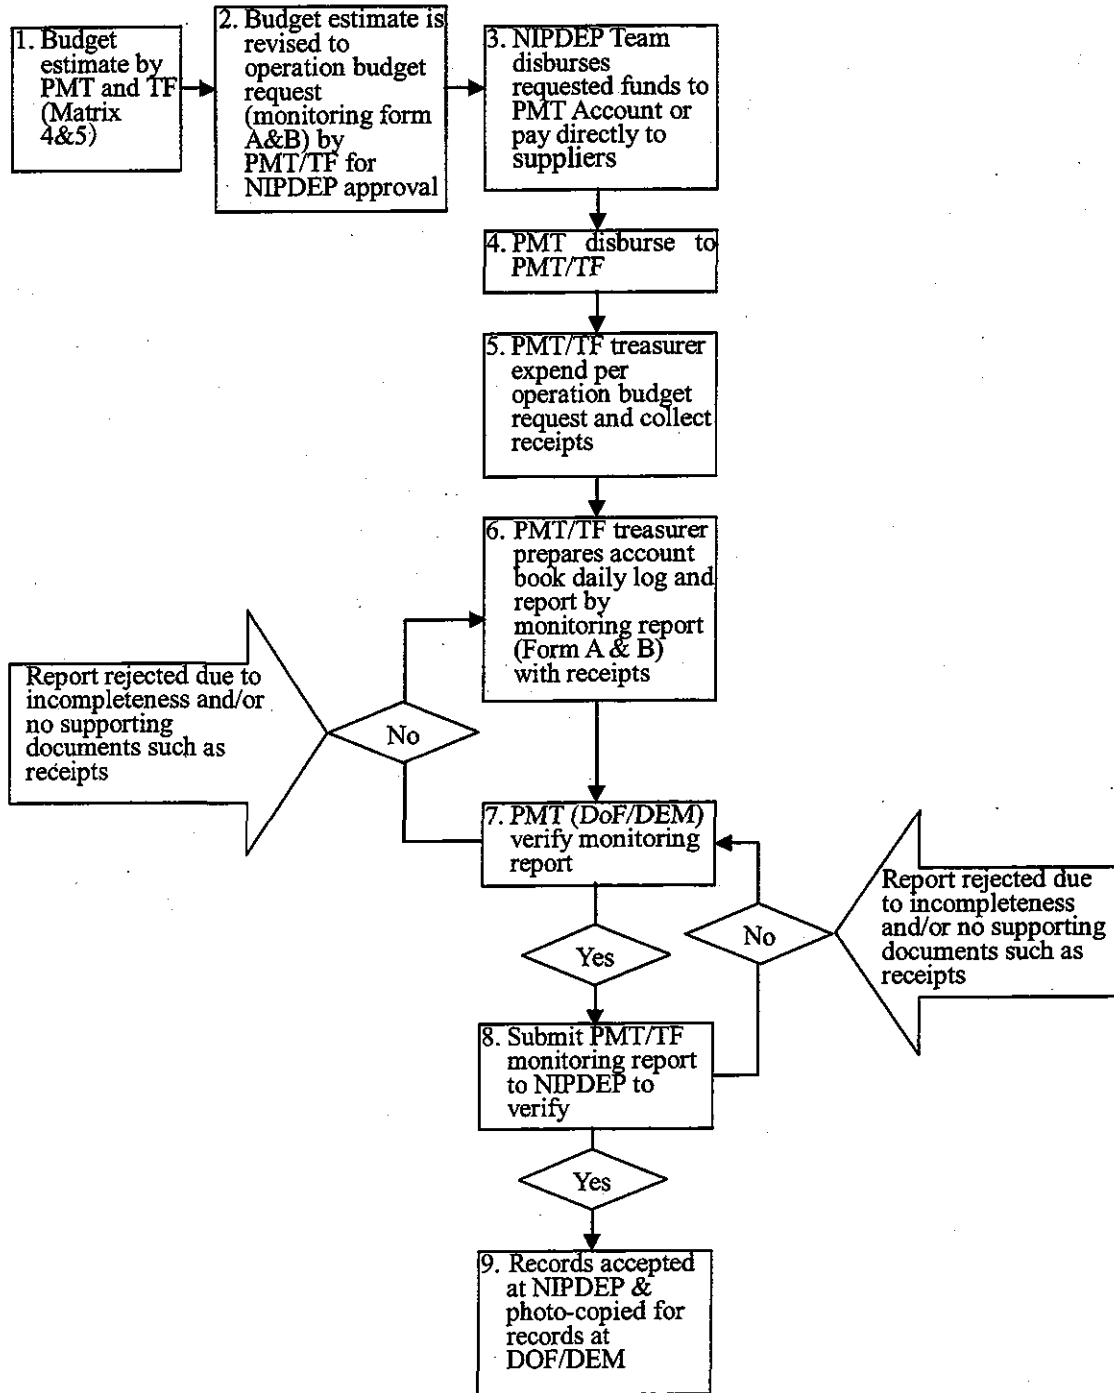 1. Budget
estimate by
PMT and TF
(Matrix
4&5)
2. Budget estimate is
revised to
operation budget
request
(monitoring form
A&B) by
PMT/TF for
NIPDEP approval
3. NIPDEP Team
disburses
requested funds to
PMT Account or
pay directly to
suppliers
4. PMT disburse to
PMT/TF
5. PMT/TF treasurer
expend per
operation budget
request and collect
receipts
6. PMT/TF treasurer
prepares account
book daily log and
report by
monitoring report
(Form A & B)
with receipts
Report rejected due to
incompleteness and/or
no supporting
documents such as
receipts
No
7. PMT (DoF/DEM)
verify monitoring
report
Report rejected due
to incompleteness
and/or no supporting
documents such as
receipts
No
Yes
8. Submit PMT/TF
monitoring report
to NIPDEP to
verify
Yes
9. Records accepted
at NIPDEP &
photo-copied for
records at
DOF/DEM